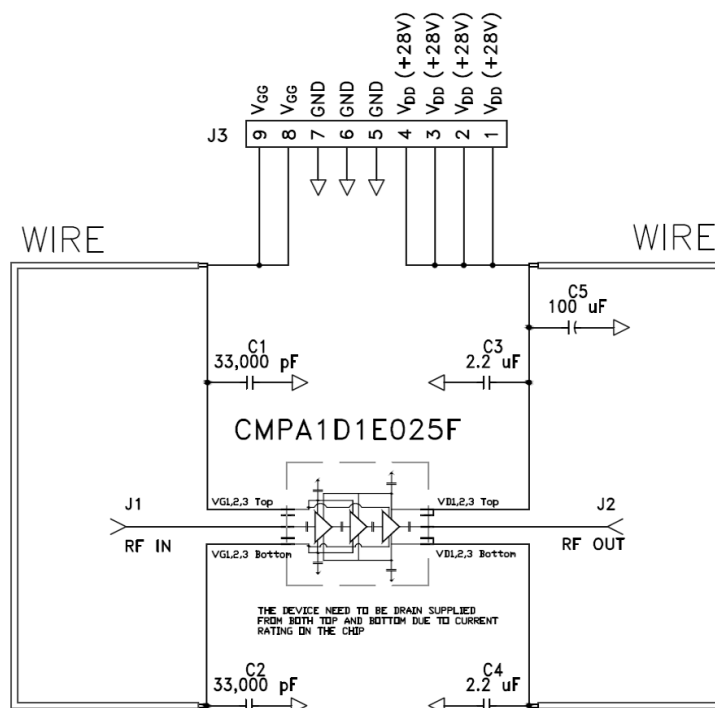 VGG
VGG
GND
GND
GND
VDD (+28V)
VDD (+28V)
VDD (+28V)
VDD (+28V)
J3
9 8 7 6 5 4 3 2 1
WIRE
WIRE
C5
100 uF
C1
33,000 pF
C3
2.2 uF
CMPA1D1E025F
J1
RF IN
VG1,2,3 Top
VD1,2,3 Top
J2
RF OUT
VG1,2,3 Bottom
VD1,2,3 Bottom
THE DEVICE NEED TO BE DRAIN SUPPLIED
FROM BOTH TOP AND BOTTOM DUE TO CURRENT
RATING ON THE CHIP
C2
33,000 pF
C4
2.2 uF